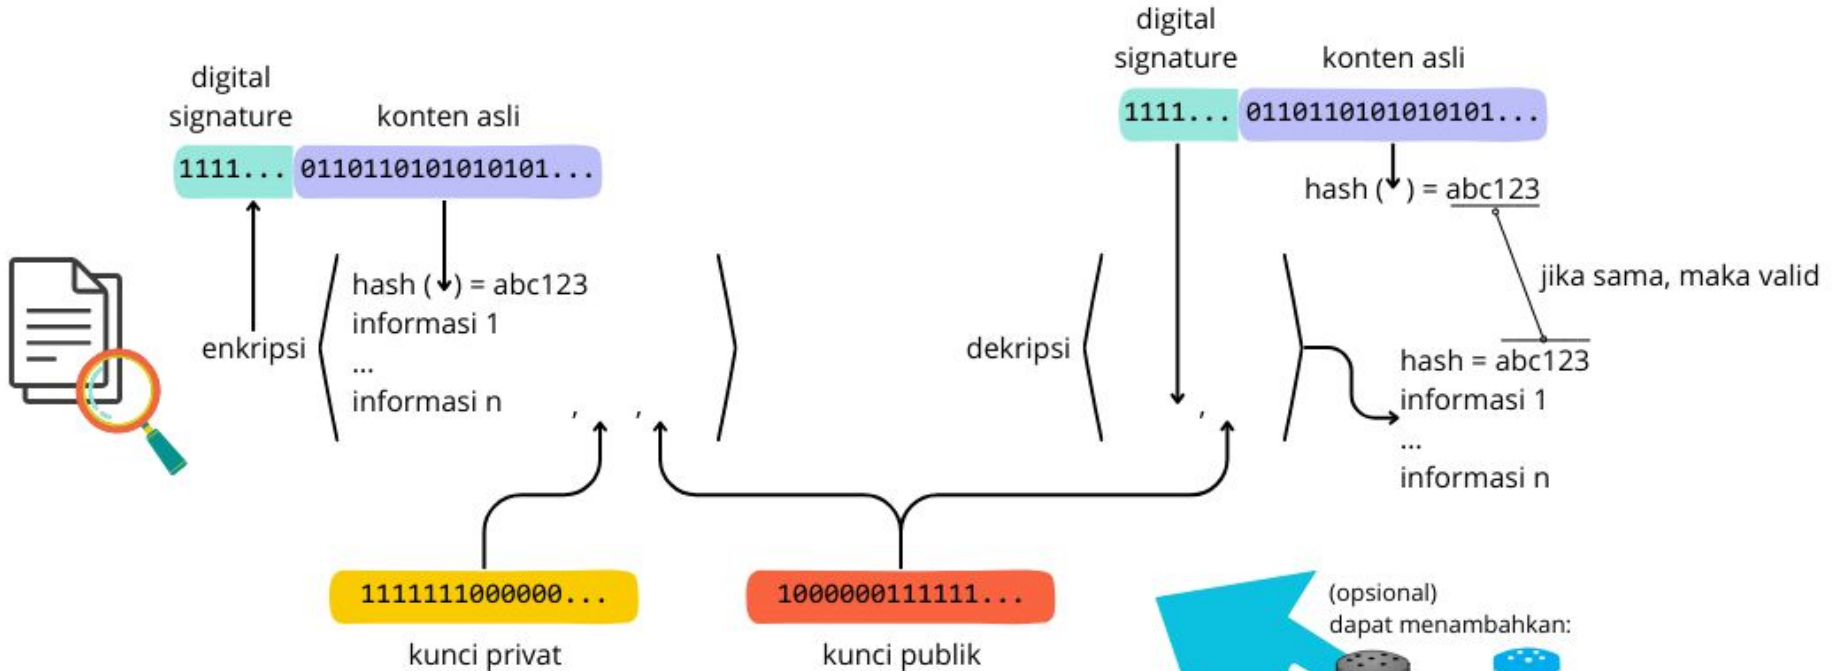 digital
signature
konten asli
1111...
0110110101010101...
hash ( ) = abc123
informasi 1
...
informasi n
, ,
enkripsi
1111111000000...
kunci privat
1000000111111...
kunci publik
digital
signature
konten asli
1111...
0110110101010101...
hash ( ) = abc123
jika sama, maka valid
dekripsi
,
hash = abc123
informasi 1
...
informasi n
(opsional)
dapat menambahkan: